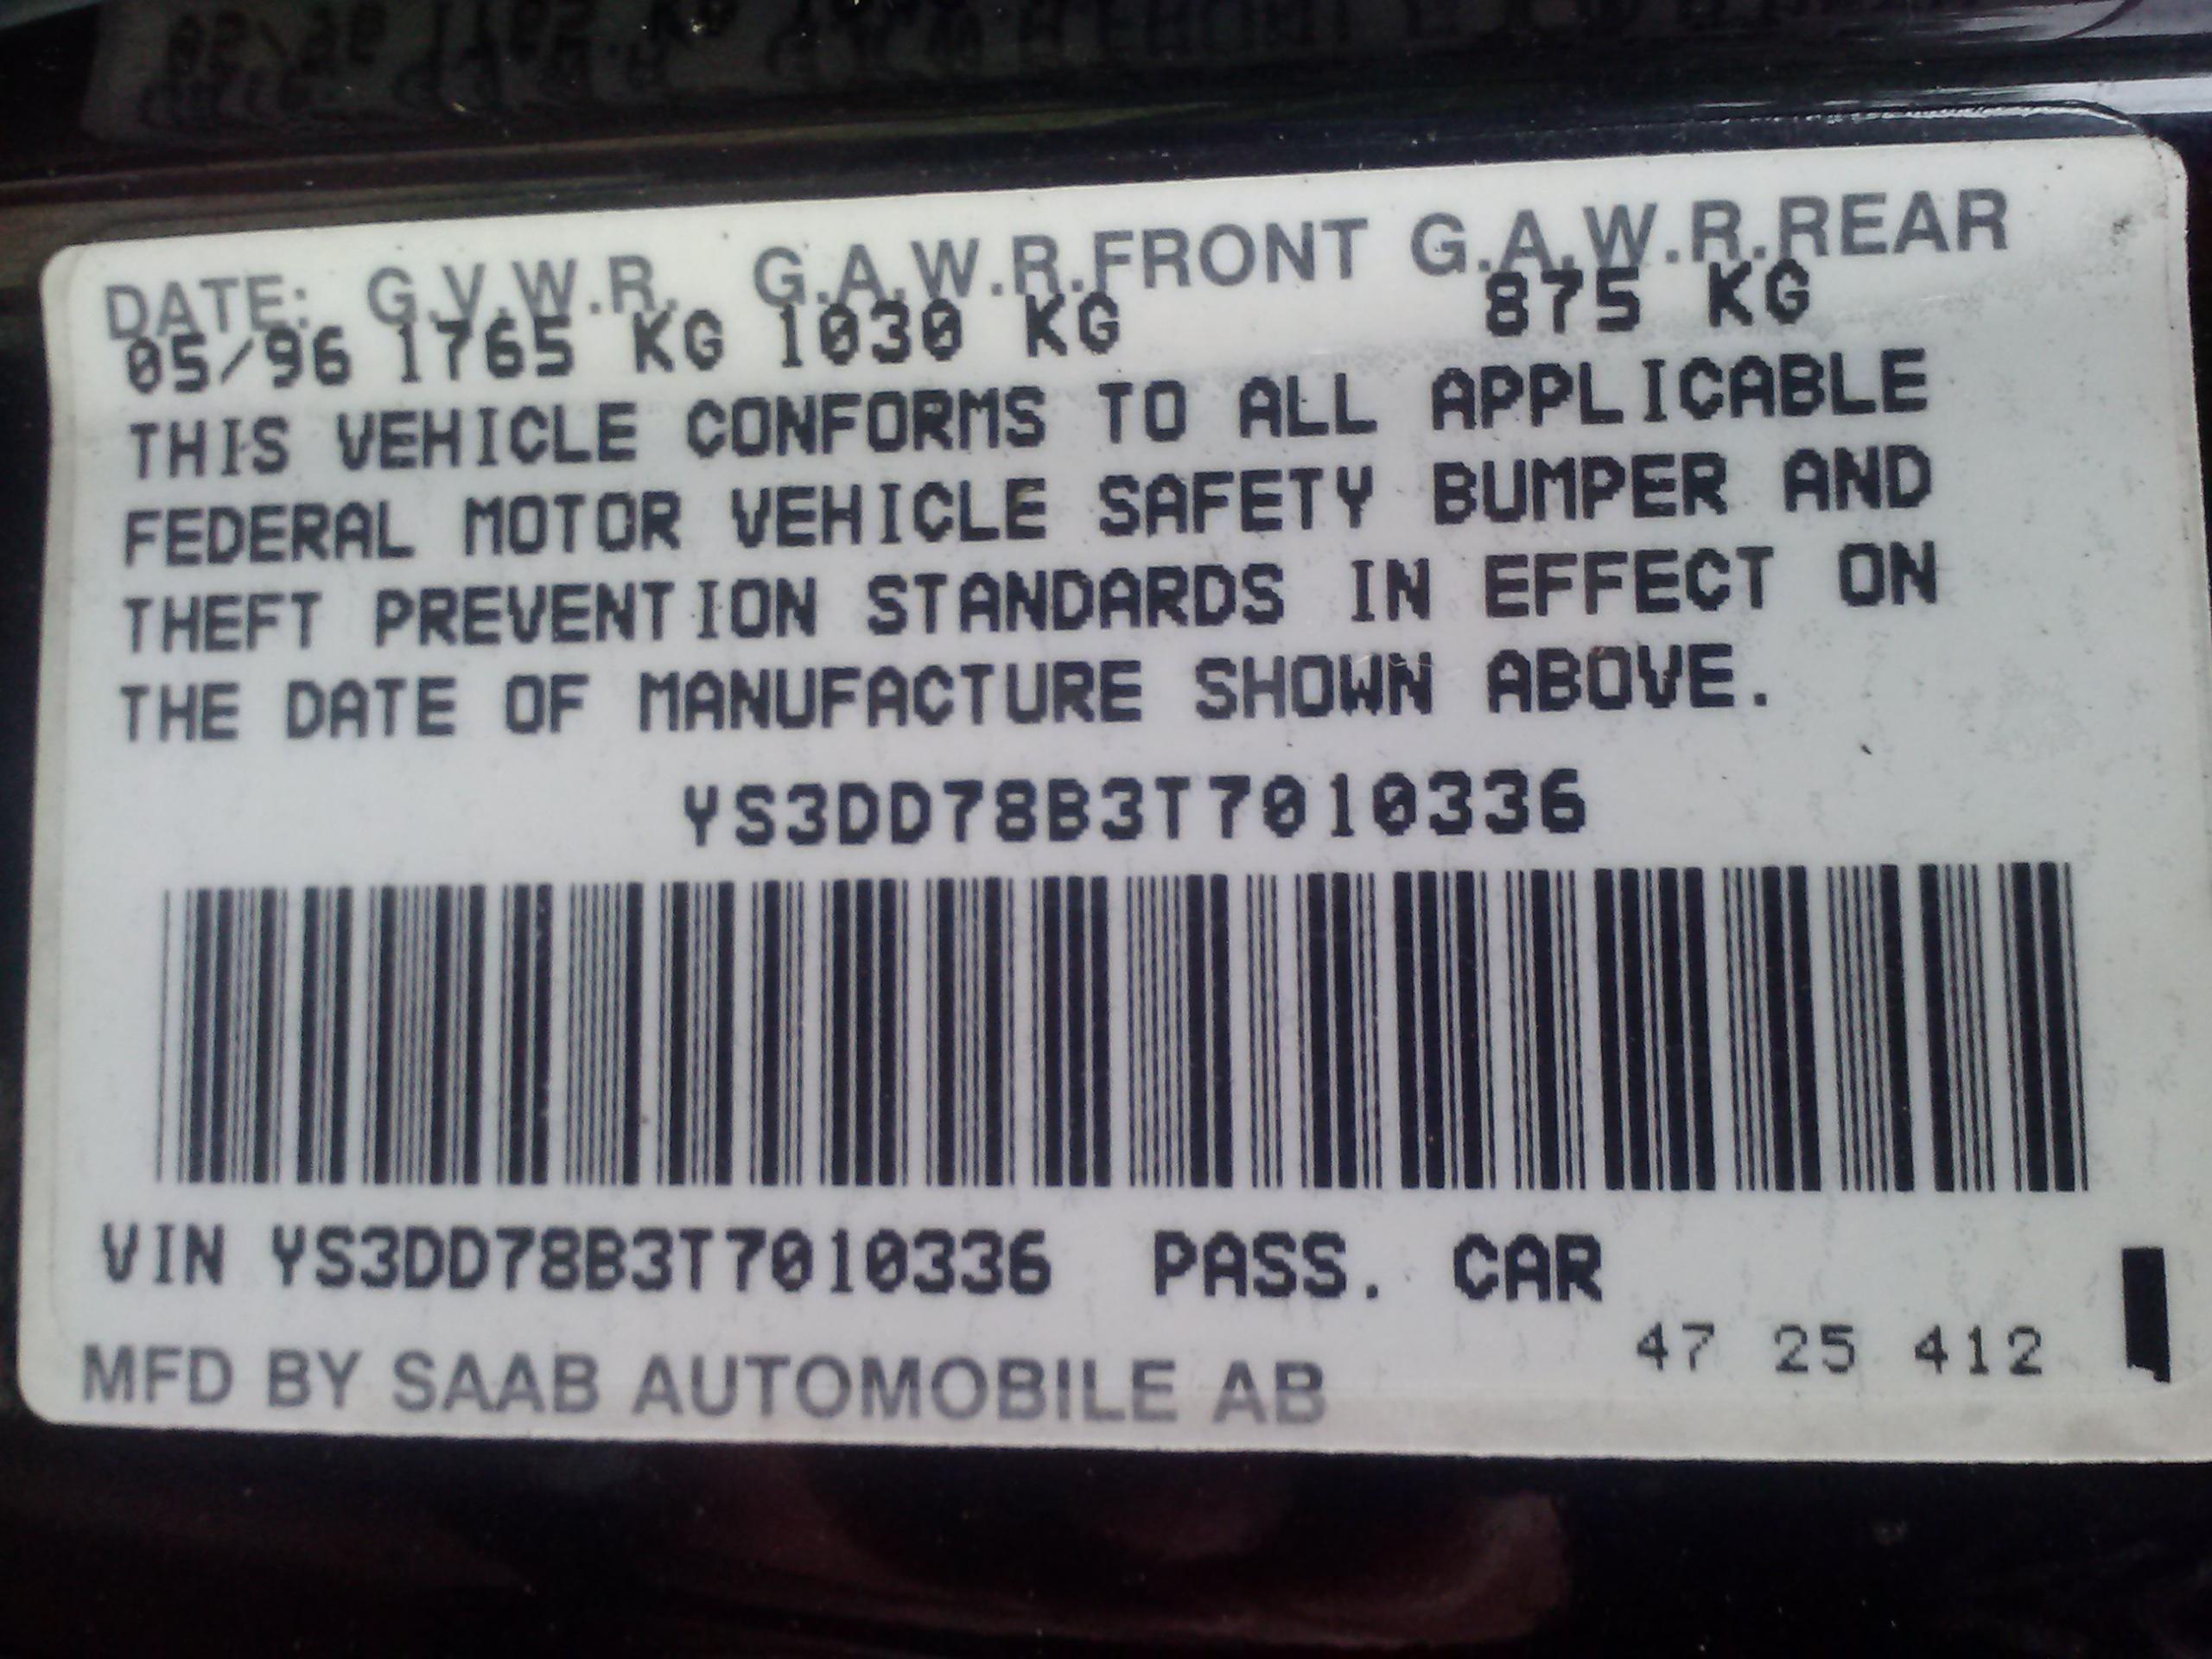 DATE: G.V.W.R. G.A.W.R.FRONT G.A.W.R.REAR
05/96 1765 KG 1030 KG 875 KG
THIS VEHICLE CONFORMS TO ALL APPLICABLE
FEDERAL MOTOR VEHICLE SAFETY BUMPER AND
THEFT PREVENTION STANDARDS IN EFFECT ON
THE DATE OF MANUFACTURE SHOWN ABOVE.
YS3DD78B3T7010336
VIN YS3DD78B3T7010336 PASS. CAR
47 25 412
MFD BY SAAB AUTOMOBILE AB